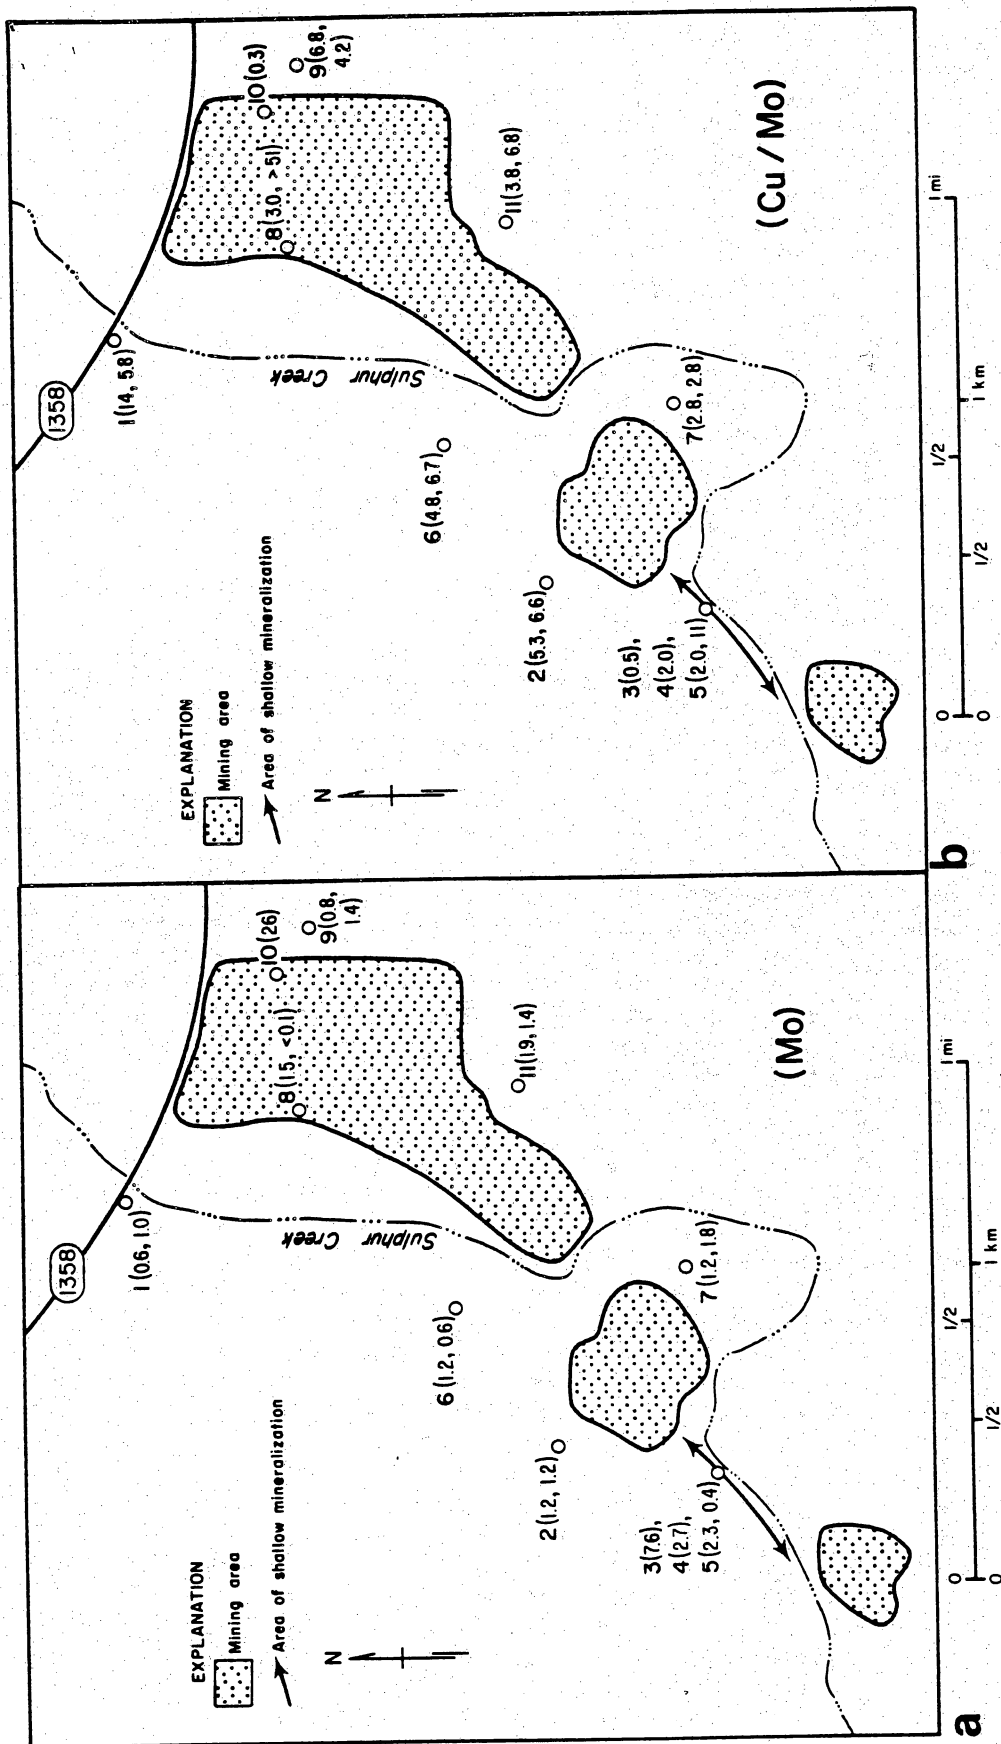 EXPLANATION
Mining area
Area of shallow mineralization
N
1358
1 (0.6, 1.0)
Sulphur Creek
6 (1.2, 0.6)
2 (1.2, 1.2)
3(7.6),
4(2.7),
5(2.3, 0.4)
7 (1.2, 1.8)
8 (1.5, <0.1)
10(26)
9(0.8,
1.4)
11(1.9, 1.4)
(Mo)
0 1/2 1 mi
0 1/2 1 km
a
EXPLANATION
Mining area
Area of shallow mineralization
N
1358
1 (14, 5.8)
Sulphur Creek
6 (4.8, 6.7)
2 (5.3, 6.6)
3(0.5),
4(2.0),
5(2.0, 11)
7(2.8, 2.8)
8 (3.0, >51)
10(0.3)
9(6.8,
4.2)
11(3.8, 6.8)
(Cu / Mo)
0 1/2 1 mi
0 1/2 1 km
b